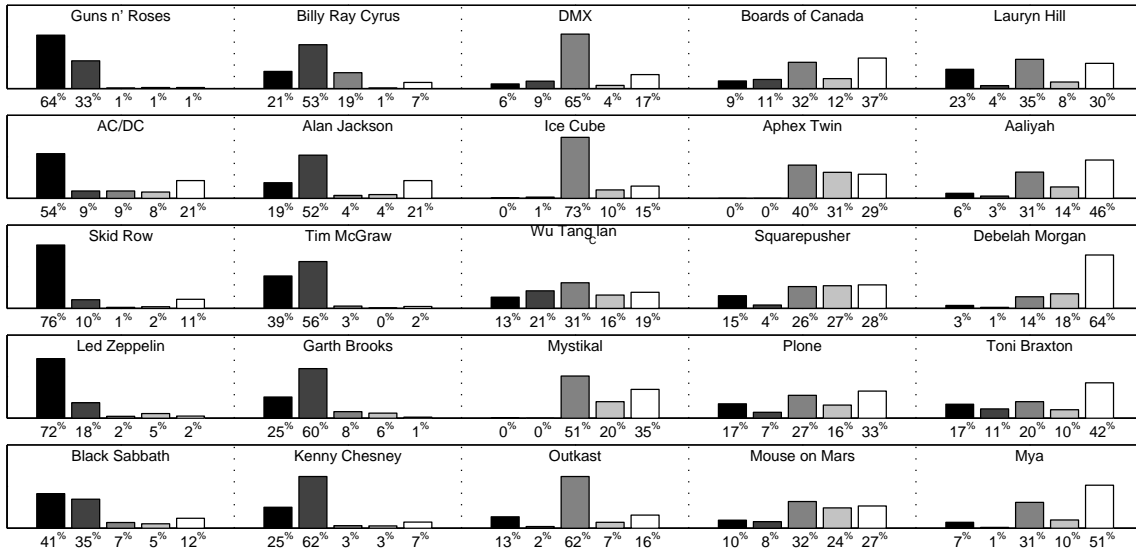 Guns n' Roses Billy Ray Cyrus DMX Boards of Canada Lauryn Hill
64% 33% 1% 1% 1% 21% 53% 19% 1% 7% 6% 9% 65% 4% 17% 9% 11% 32% 12% 37% 23% 4% 35% 8% 30%
AC/DC Alan Jackson Ice Cube Aphex Twin Aaliyah
54% 9% 9% 8% 21% 19% 52% 4% 4% 21% 0% 1% 73% 10% 15% 0% 0% 40% 31% 29% 6% 3% 31% 14% 46%
Skid Row Tim McGraw Wu Tang Clan Squarepusher Debelah Morgan
76% 10% 1% 2% 11% 39% 56% 3% 0% 2% 13% 21% 31% 16% 19% 15% 4% 26% 27% 28% 3% 1% 14% 18% 64%
Led Zeppelin Garth Brooks Mystikal Plone Toni Braxton
72% 18% 2% 5% 2% 25% 60% 8% 6% 1% 0% 0% 51% 20% 35% 17% 7% 27% 16% 33% 17% 11% 20% 10% 42%
Black Sabbath Kenny Chesney Outkast Mouse on Mars Mya
41% 35% 7% 5% 12% 25% 62% 3% 3% 7% 13% 2% 62% 7% 16% 10% 8% 32% 24% 27% 7% 1% 31% 10% 51%